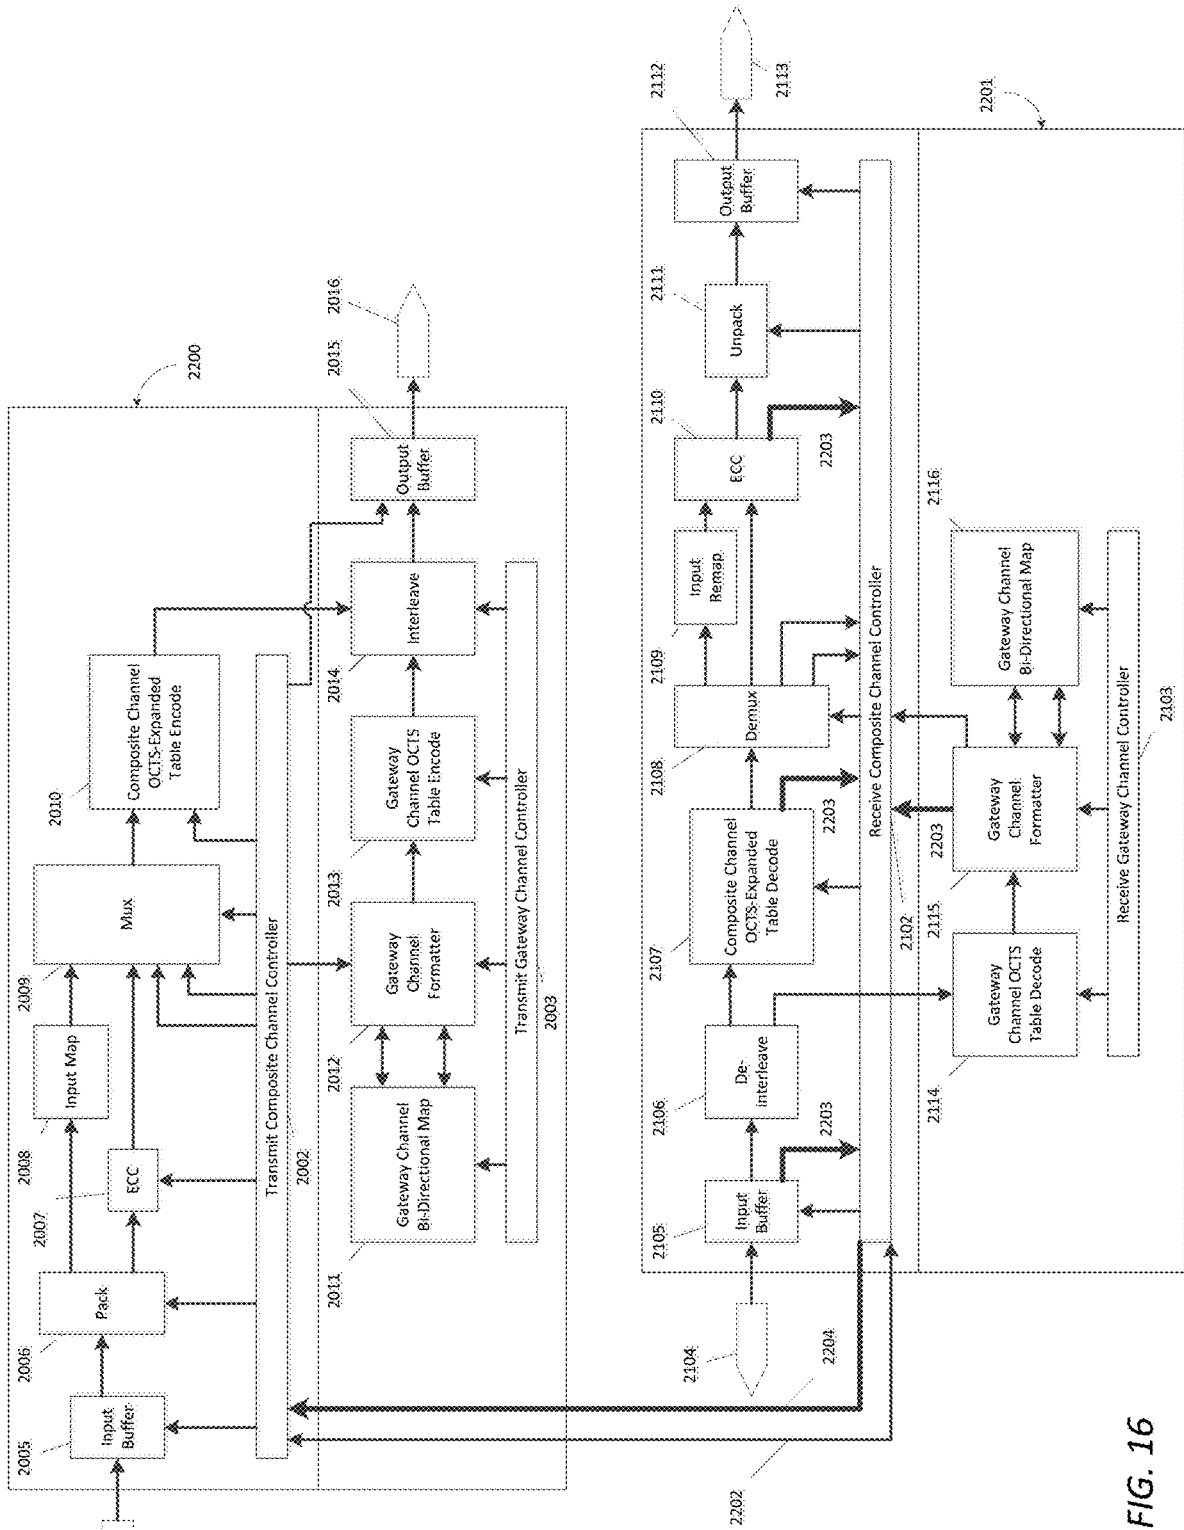 2200
2005
Input
Buffer
2006
Pack
2007
ECC
2008
Input Map
2009
Mux
2010
Composite Channel
OCTS-Expanded
Table Encode
Transmit Composite Channel Controller
2002
2011
Gateway Channel
Bi-Directional Map
2012
Gateway
Channel
Formatter
2013
Gateway
Channel OCTS
Table Encode
2014
Interleave
2015
Output
Buffer
2016
Transmit Gateway Channel Controller
2003
2202
2204
2201
2104
2105
Input
Buffer
2203
2106
De-
interleave
2107
Composite Channel
OCTS-Expanded
Table Decode
2203
2108
Demux
2109
Input
Remap
2110
ECC
2203
2111
Unpack
2112
Output
Buffer
2113
Receive Composite Channel Controller
2102
2114
Gateway
Channel OCTS
Table Decode
2115
Gateway
Channel
Formatter
2203
2116
Gateway Channel
Bi-Directional Map
Receive Gateway Channel Controller
2103
FIG. 16